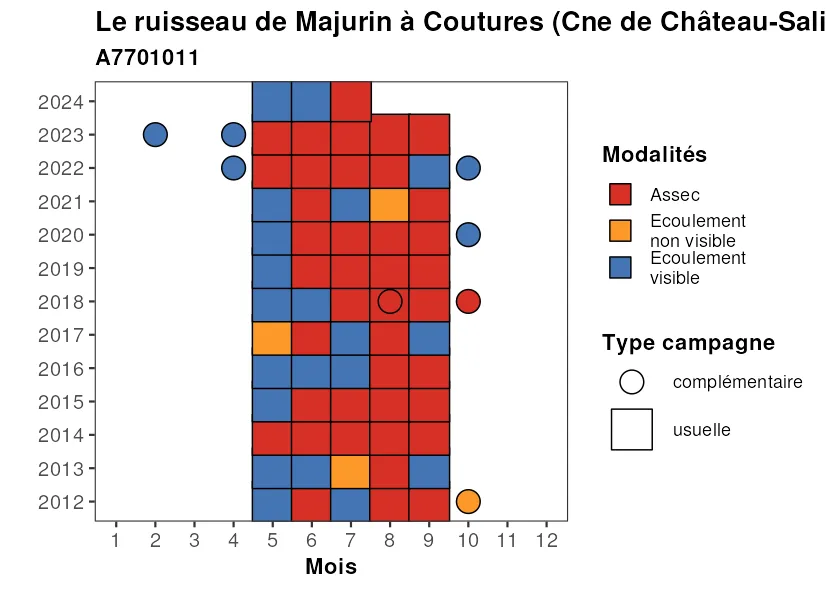 Le ruisseau de Majurin à Coutures (Cne de Château-Sali
A7701011
2024
2023
2022
2021
2020
2019
2018
2017
2016
2015
2014
2013
2012
1 2 3 4 5 6 7 8 9 10 11 12
Mois
Modalités
Assec
Ecoulement
non visible
Ecoulement
visible
Type campagne
complémentaire
usuelle